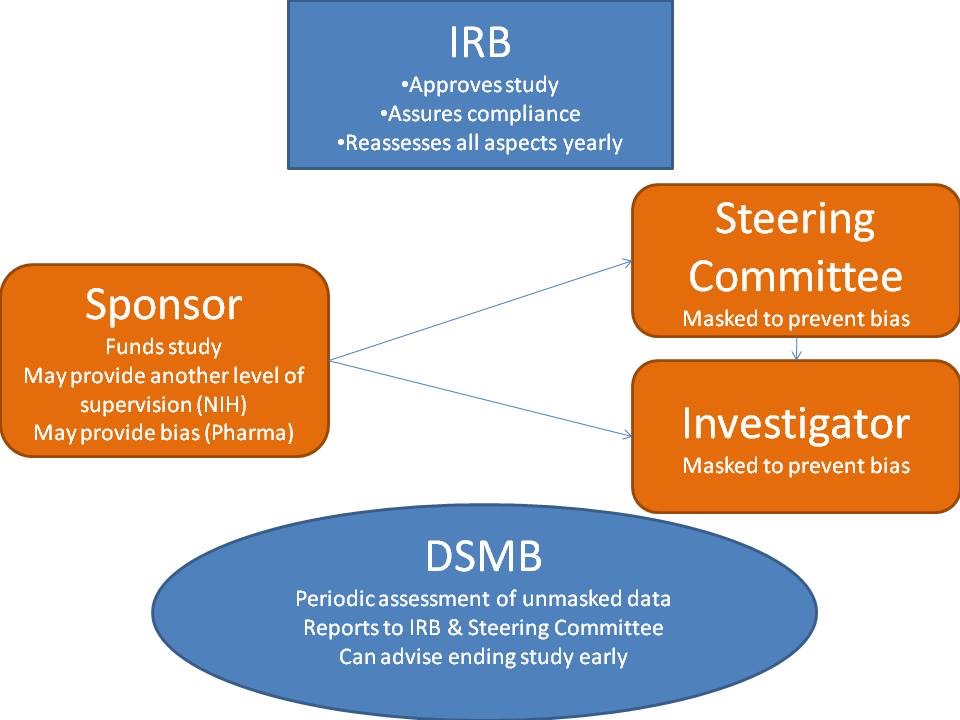 IRB
•Approves study
•Assures compliance
•Reassesses all aspects yearly
Steering
Committee
Masked to prevent bias
Sponsor
Funds study
May provide another level of
supervision (NIH)
May provide bias (Pharma)
Investigator
Masked to prevent bias
DSMB
Periodic assessment of unmasked data
Reports to IRB & Steering Committee
Can advise ending study early